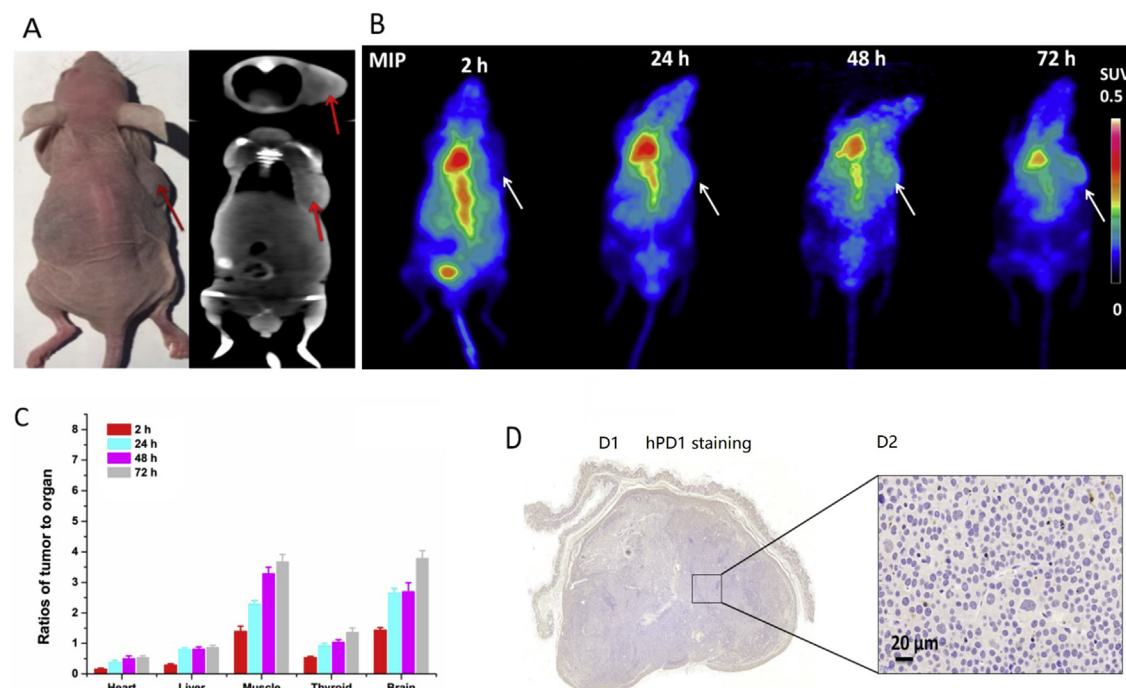 A
B
MIP
2 h
24 h
48 h
72 h
SUV
0.5
0
C
2 h
24 h
48 h
72 h
Ratios of tumor to organ
8
7
6
5
4
3
2
1
0
Heart
Liver
Muscle
Thyroid
Brain
D
D1 hPD1 staining
D2
20 μm